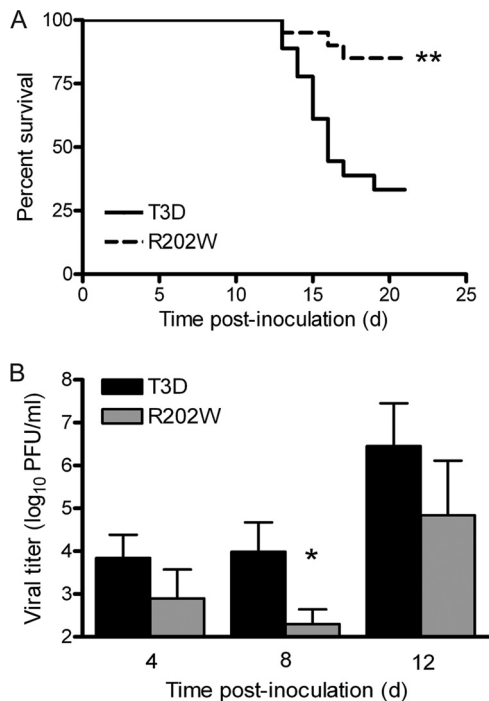 A
100
75
50
25
0
Percent survival
T3D
R202W
**
0
5
10
15
20
25
Time post-inoculation (d)
B
8
7
6
5
4
3
2
Viral titer (log10 PFU/ml)
T3D
R202W
*
4
8
12
Time post-inoculation (d)